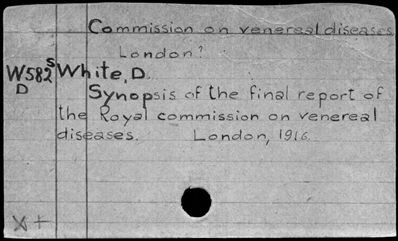 Commission on venereal diseases
London?
W582 s White, D.
D Synopsis of the final report of
the Royal commission on venereal
diseases. London, 1916.
x +